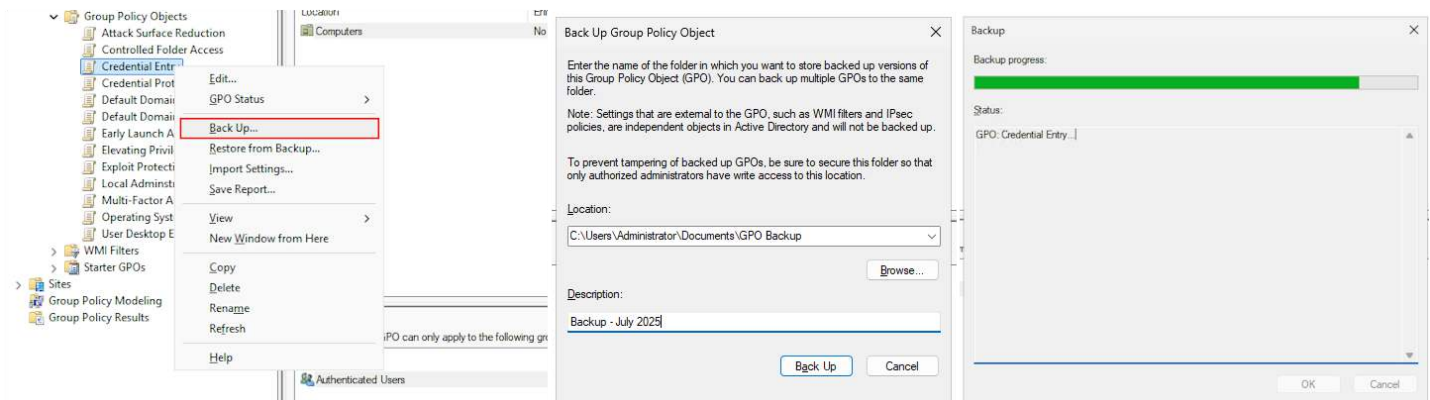 Group Policy Objects
Attack Surface Reduction
Controlled Folder Access
Credential Entry
Credential Prot
Default Domai
Default Domai
Early Launch A
Elevating Privil
Exploit Protecti
Local Adminstr
Multi-Factor A
Operating Syst
User Desktop E
WMI Filters
Starter GPOs
Sites
Group Policy Modeling
Group Policy Results
Edit...
GPO Status
Back Up...
Restore from Backup...
Import Settings...
Save Report...
View
New Window from Here
Copy
Delete
Rename
Refresh
Help
Location
Computers
No
PO can only apply to the following gro
Authenticated Users
Back Up Group Policy Object
Enter the name of the folder in which you want to store backed up versions of
this Group Policy Object (GPO). You can back up multiple GPOs to the same
folder.
Note: Settings that are external to the GPO, such as WMI filters and IPsec
policies, are independent objects in Active Directory and will not be backed up.
To prevent tampering of backed up GPOs, be sure to secure this folder so that
only authorized administrators have write access to this location.
Location:
C:\Users\Administrator\Documents\GPO Backup
Browse...
Description:
Backup - July 2025
Back Up
Cancel
Backup
Backup progress:
Status:
GPO: Credential Entry...
OK
Cancel